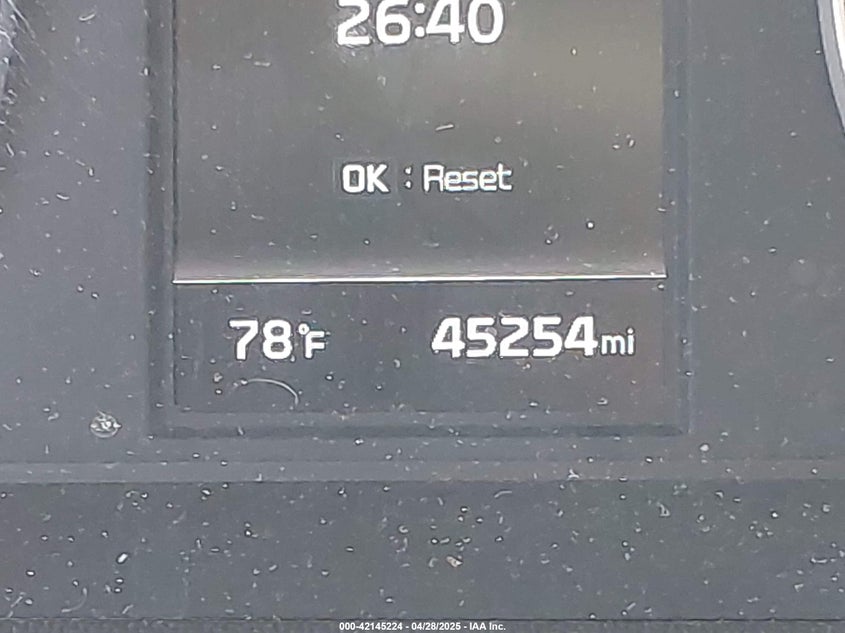 26:40
OK : Reset
78°F 45254mi
000-42145224 - 04/28/2025 - IAA Inc.